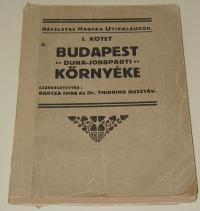 RÉSZLETES MAGYAR ÚTIKALAUZOK.
I. KÖTET
BUDAPEST
DUNA-JOBBPARTI
KÖRNYÉKE
SZERKESZTETTÉK:
BARCZA IMRE ÉS Dr. THIRRING GUSZTÁV.